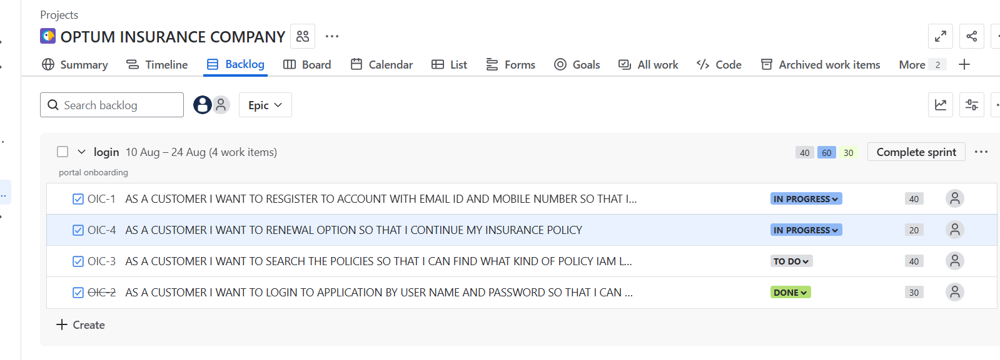 Projects
OPTUM INSURANCE COMPANY
Summary Timeline Backlog Board Calendar List Forms Goals All work Code Archived work items More 2
Search backlog Epic
login 10 Aug – 24 Aug (4 work items) 40 60 30 Complete sprint
portal onboarding
OIC-1 AS A CUSTOMER I WANT TO RESGISTER TO ACCOUNT WITH EMAIL ID AND MOBILE NUMBER SO THAT I... IN PROGRESS 40
OIC-4 AS A CUSTOMER I WANT TO RENEWAL OPTION SO THAT I CONTINUE MY INSURANCE POLICY IN PROGRESS 20
OIC-3 AS A CUSTOMER I WANT TO SEARCH THE POLICIES SO THAT I CAN FIND WHAT KIND OF POLICY IAM L... TO DO 40
OIC-2 AS A CUSTOMER I WANT TO LOGIN TO APPLICATION BY USER NAME AND PASSWORD SO THAT I CAN ... DONE 30
Create